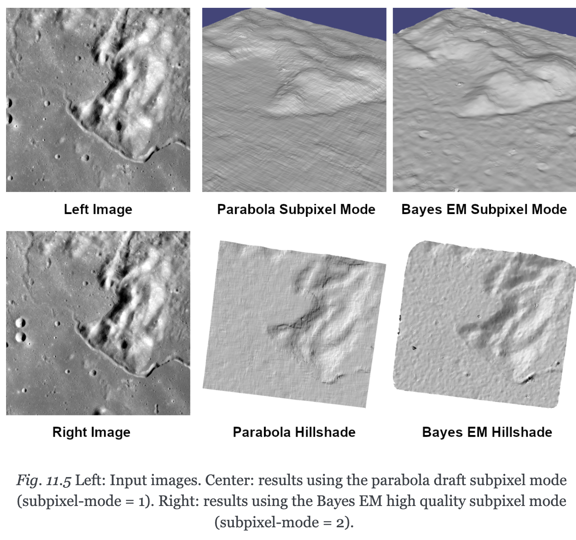 Left Image
Parabola Subpixel Mode
Bayes EM Subpixel Mode
Right Image
Parabola Hillshade
Bayes EM Hillshade
Fig. 11.5 Left: Input images. Center: results using the parabola draft subpixel mode
(subpixel-mode = 1). Right: results using the Bayes EM high quality subpixel mode
(subpixel-mode = 2).